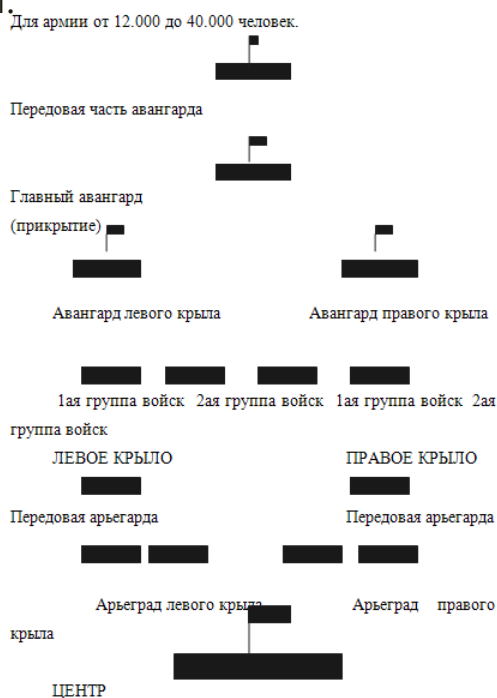 Для армии от 12.000 до 40.000 человек.
Передовая часть авангарда
Главный авангард
(прикрытие)
Авангард левого крыла Авангард правого крыла
1ая группа войск 2ая группа войск 1ая группа войск 2ая
группа войск
ЛЕВОЕ КРЫЛО ПРАВОЕ КРЫЛО
Передовая арьегарда Передовая арьегарда
Арьеград левого крыла Арьеград правого
крыла
ЦЕНТР